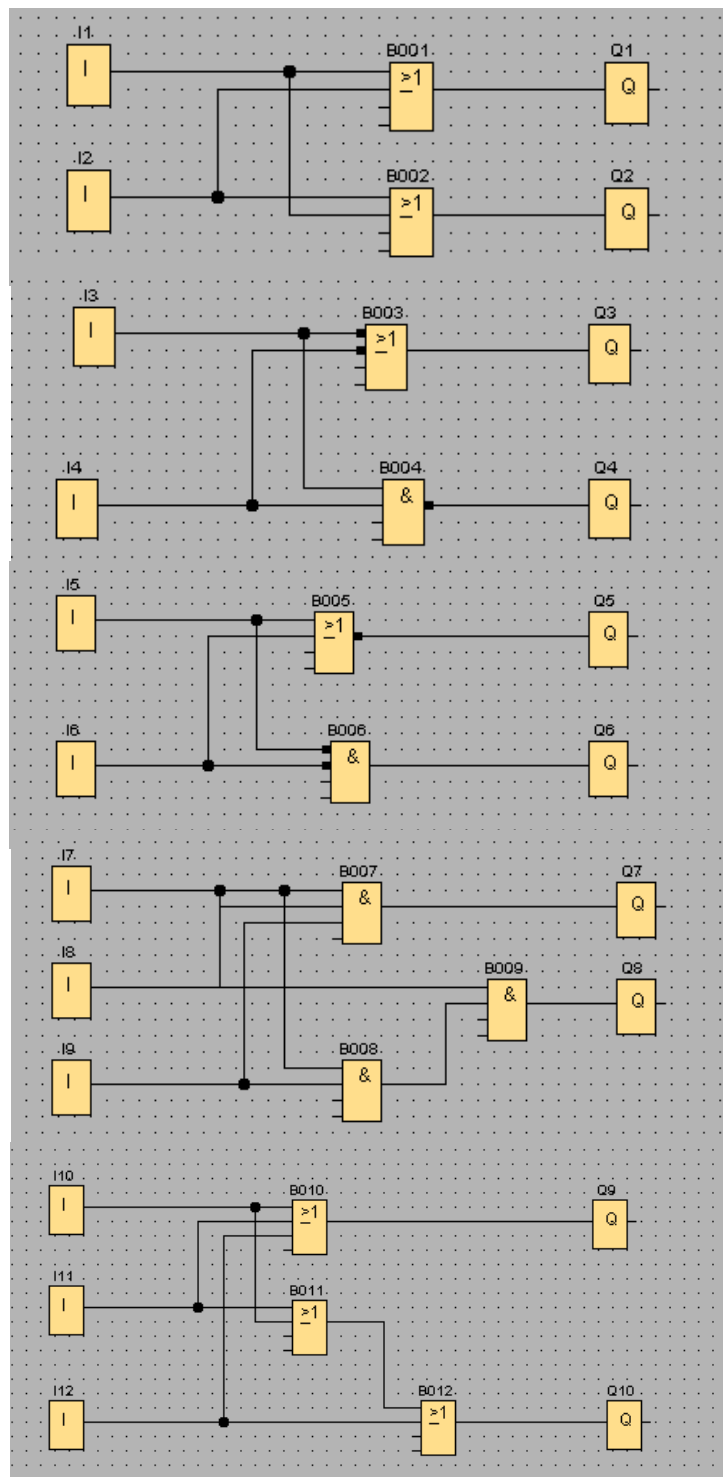 I1
B001
Q1
I
>1
Q
I2
B002
Q2
I
>1
Q
I3
B003
Q3
I
>1
Q
I4
B004
Q4
I
&
Q
I5
B005
Q5
I
>1
Q
I6
B006
Q6
I
&
Q
I7
B007
Q7
I
&
Q
I8
B009
Q8
I
&
Q
I9
B008
I
&
I10
B010
Q9
I
>1
Q
I11
B011
I
>1
I12
B012
Q10
I
>1
Q